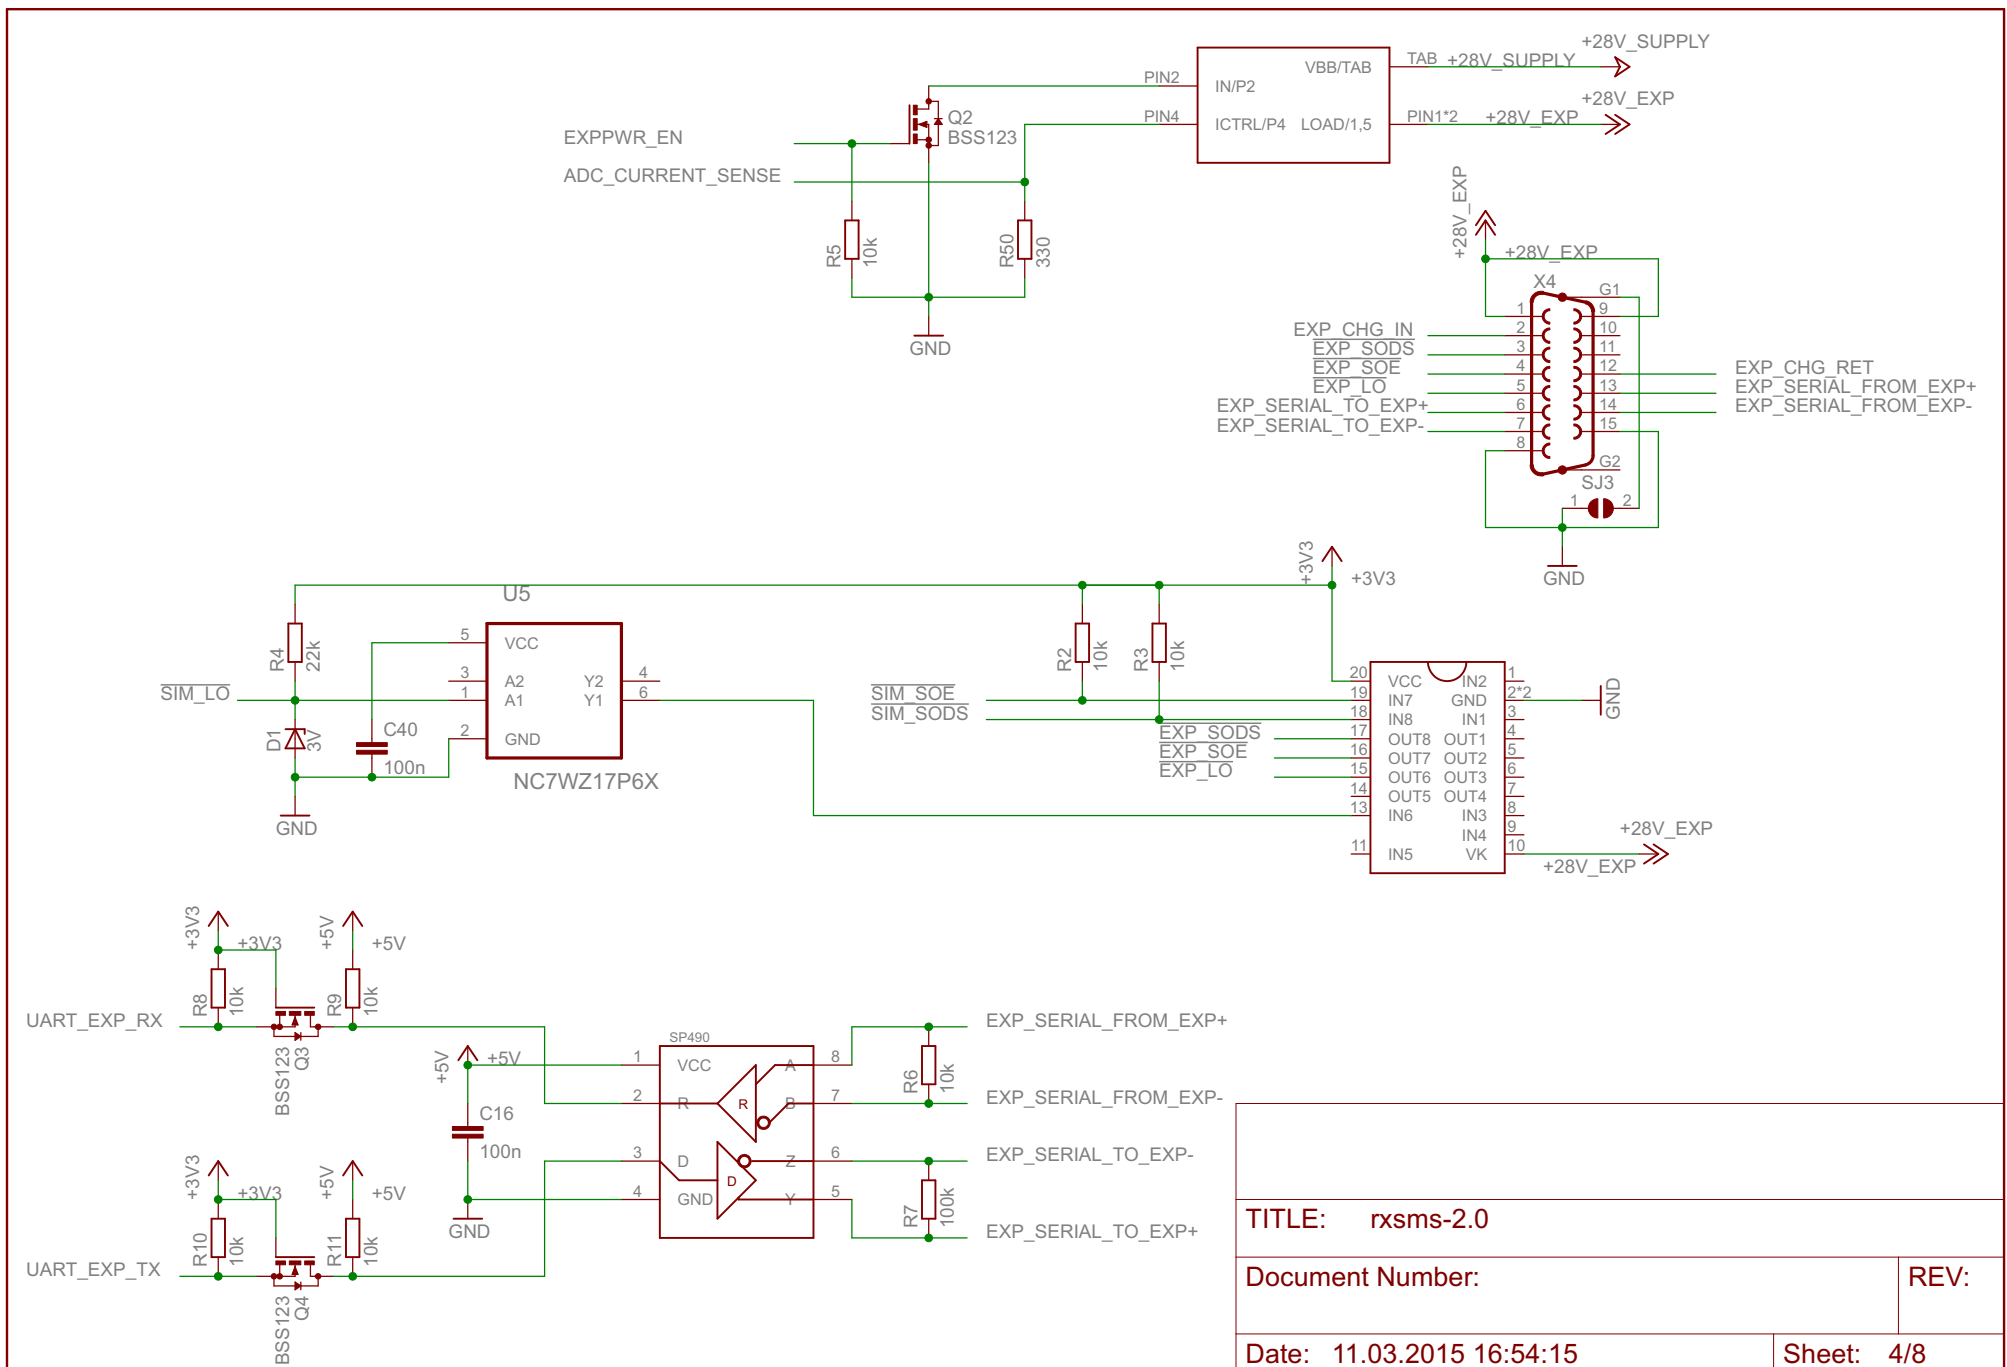 +28V_SUPPLY
TAB +28V_SUPPLY
VBB/TAB
PIN2
IN/P2
+28V_EXP
PIN4
ICTRL/P4 LOAD/1,5
PIN1*2 +28V_EXP
Q2
BSS123
EXPPWR_EN
ADC_CURRENT_SENSE
R5
10k
R50
330
GND
+28V_EXP
+28V_EXP
X4
G1
1
9
EXP_CHG_IN
2
10
EXP_SODS
3
11
EXP_SOE
4
12
EXP_CHG_RET
EXP_LO
5
13
EXP_SERIAL_FROM_EXP+
EXP_SERIAL_TO_EXP+
6
14
EXP_SERIAL_FROM_EXP-
EXP_SERIAL_TO_EXP-
7
15
8
G2
SJ3
1
2
GND
+3V3
+3V3
U5
R4
22k
5
VCC
3
A2
Y2
4
SIM_LO
1
A1
Y1
6
D1
3V
C40
100n
2
GND
NC7WZ17P6X
GND
R2
10k
R3
10k
SIM_SOE
SIM_SODS
EXP_SODS
EXP_SOE
EXP_LO
20 VCC IN2 1
19 IN7 GND 2*2
GND
18 IN8 IN1 3
17 OUT8 OUT1 4
16 OUT7 OUT2 5
15 OUT6 OUT3 6
14 OUT5 OUT4 7
13 IN6 IN3 8
IN4 9
11 IN5 VK 10
+28V_EXP
+28V_EXP
+3V3
+3V3
+5V
+5V
R8
10k
R9
10k
UART_EXP_RX
BSS123
Q3
+5V
+5V
C16
100n
GND
SP490
1 VCC A 8
2 R R B 7
3 D Z 6
D
4 GND Y 5
EXP_SERIAL_FROM_EXP+
R6
10k
EXP_SERIAL_FROM_EXP-
EXP_SERIAL_TO_EXP-
R7
100k
EXP_SERIAL_TO_EXP+
+3V3
+3V3
+5V
+5V
R10
10k
R11
10k
UART_EXP_TX
BSS123
Q4
TITLE: rxsms-2.0
Document Number:
REV:
Date: 11.03.2015 16:54:15
Sheet: 4/8